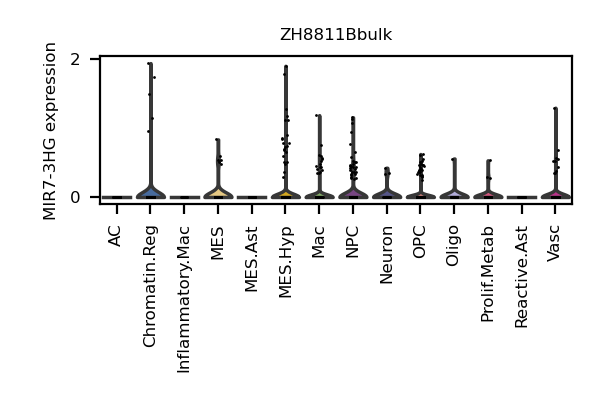 ZH8811Bbulk
MIR7-3HG expression
2
0
AC
Chromatin.Reg
Inflammatory.Mac
MES
MES.Ast
MES.Hyp
Mac
NPC
Neuron
OPC
Oligo
Prolif.Metab
Reactive.Ast
Vasc